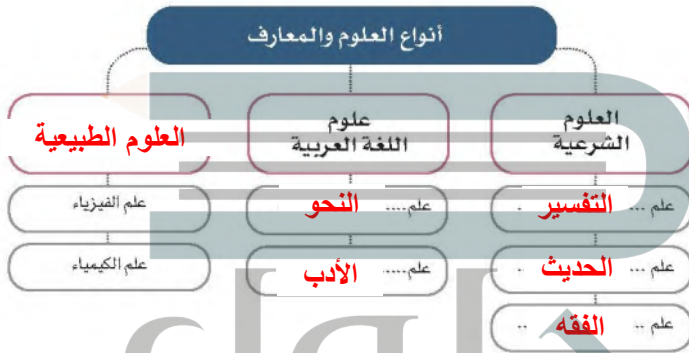 أنواع العلوم والمعارف
العلوم
الشرعية
علم ... التفسير ..
علم ... الحديث ..
علم .. الفقه ..
علوم
اللغة العربية
علم.... النحو
علم.... الأدب
العلوم الطبيعية
علم الفيزياء
علم الكيمياء